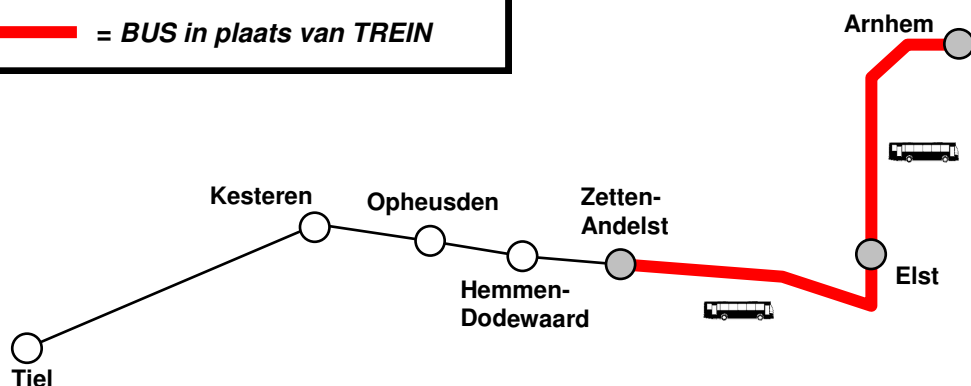 = BUS in plaats van TREIN
Arnhem
Kesteren
Opheusden
Zetten-
Andelst
Elst
Hemmen-
Dodewaard
Tiel